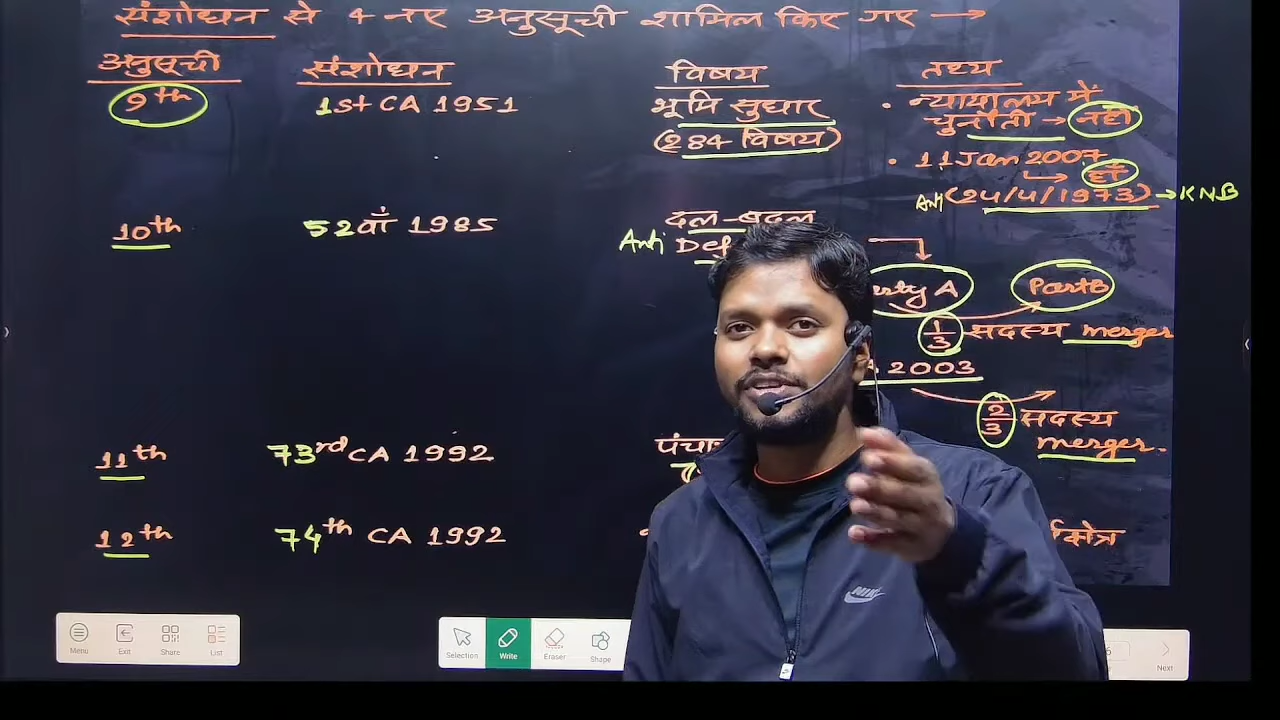 संशोधन से 4 नए अनुसूची शामिल किए गए →
अनुसूची संशोधन विषय तथ्य
9th 1st CA 1951 भूमि सुधार
(284 विषय)
• न्यायालय में
चुनौती → नहीं
• 11 Jan 2007
↳ हाँ
(24/4/1973) → KNB
10th 52वाँ 1985 दल-बदल
Anti Def
Party A Part B
1/3 सदस्य merger
2003
2/3 सदस्य
merger.
11th 73rd CA 1992
12th 74th CA 1992
NIKE
Menu Exit Share List Selection Write Eraser Shape Next